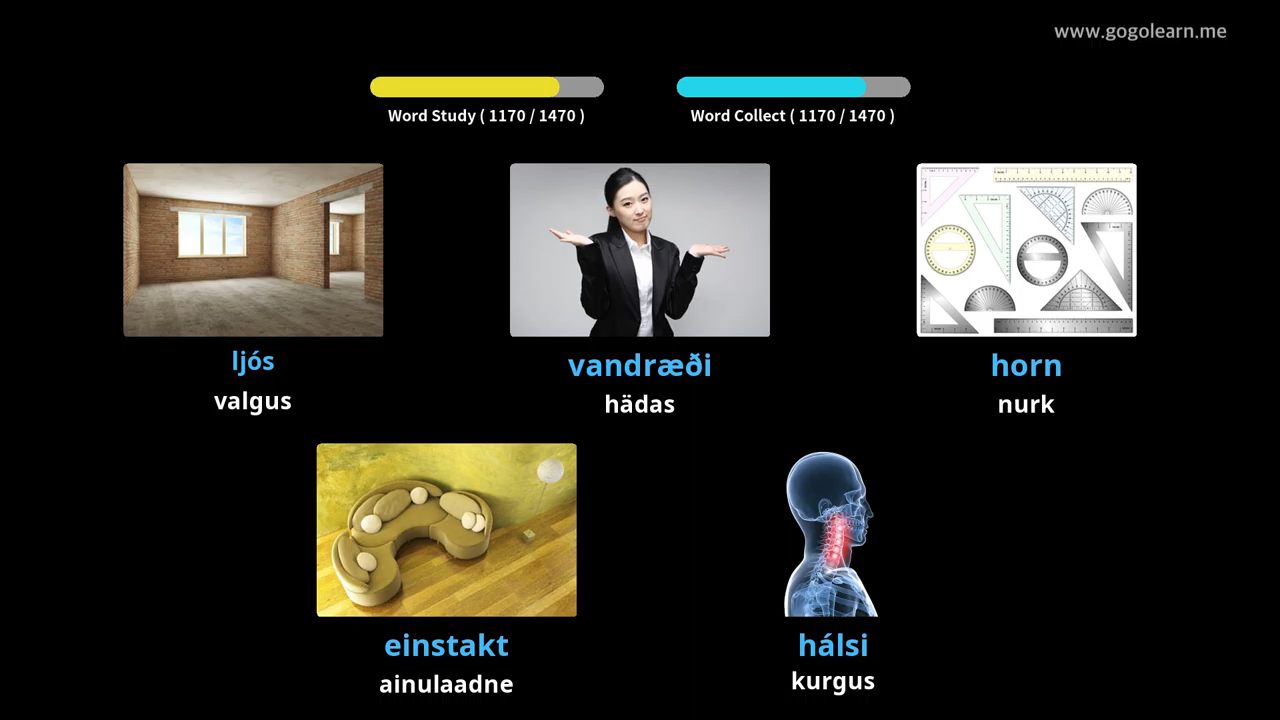 www.gogolearn.me
Word Study ( 1170 / 1470 )
Word Collect ( 1170 / 1470 )
ljós
valgus
vandræði
hädas
horn
nurk
einstakt
ainulaadne
hálsi
kurgus